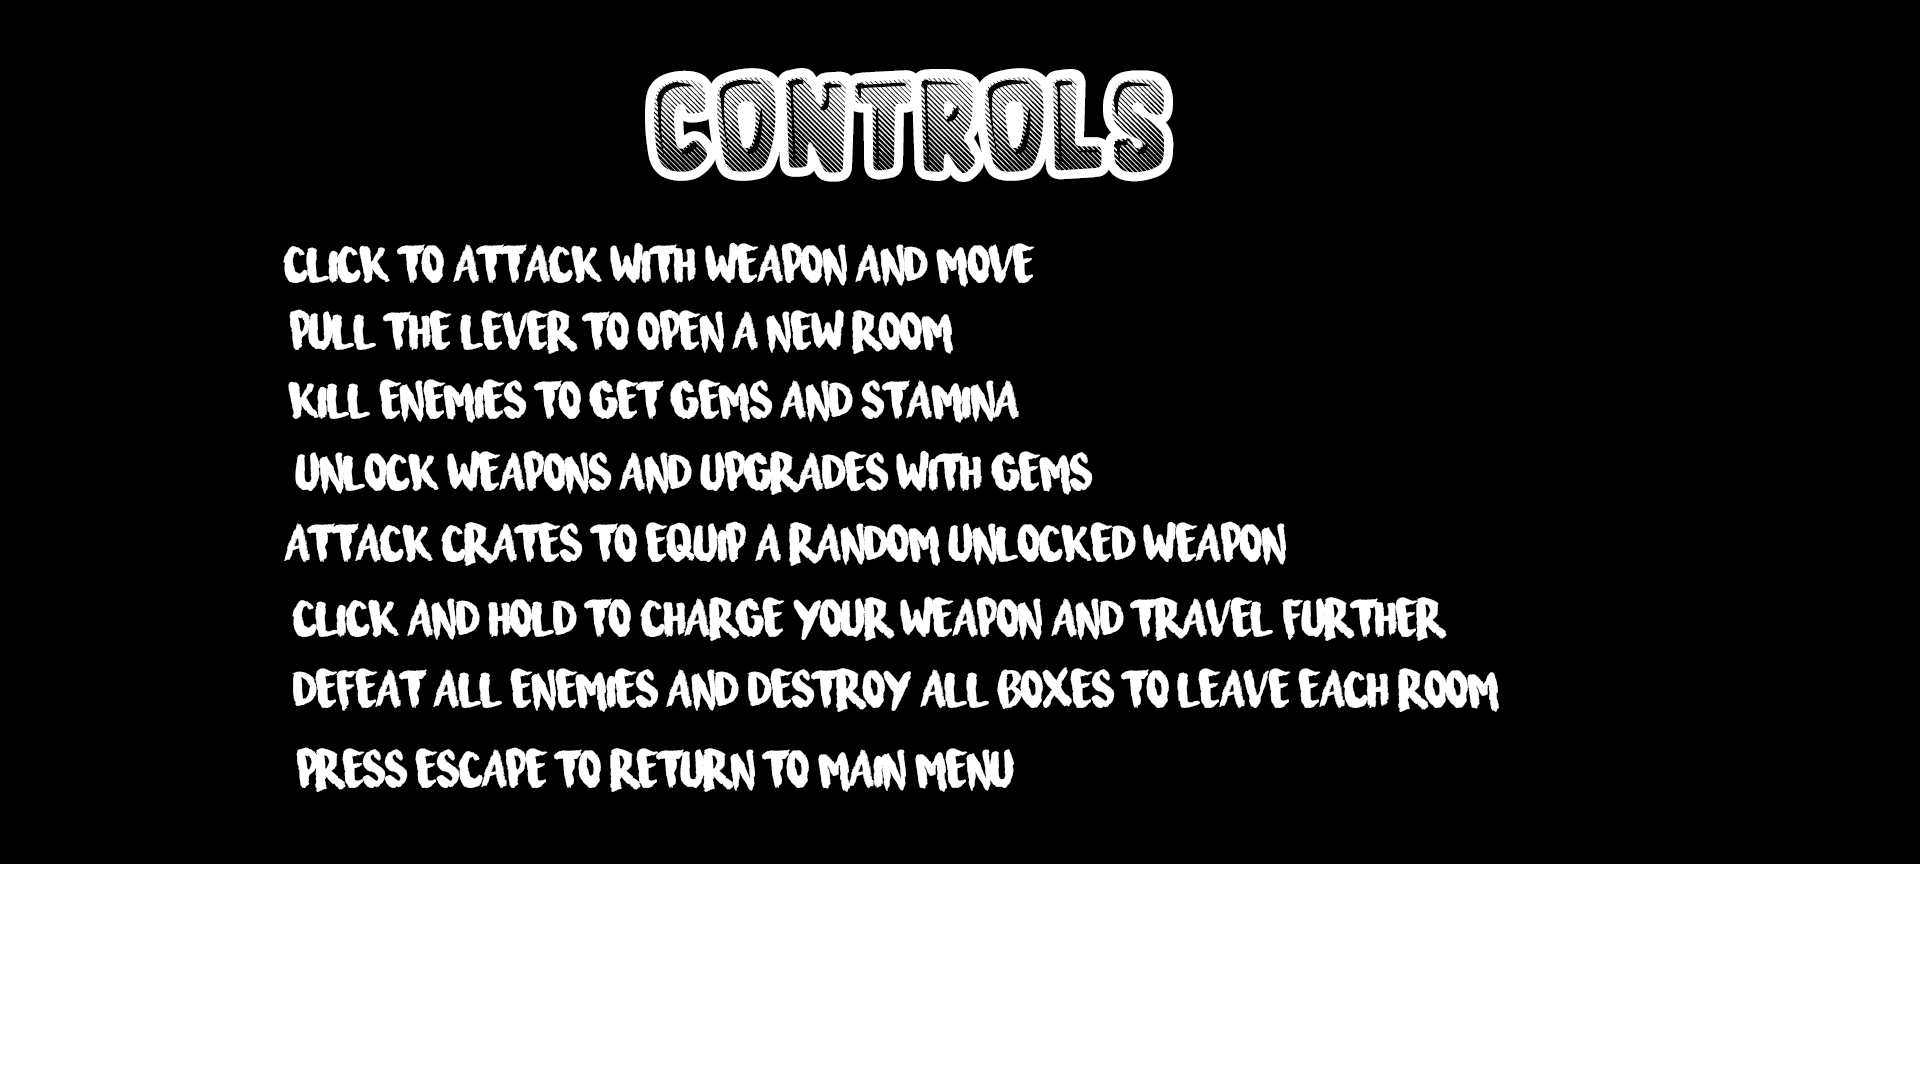 CONTROLS
CLICK TO ATTACK WITH WEAPON AND MOVE
PULL THE LEVER TO OPEN A NEW ROOM
KILL ENEMIES TO GET GEMS AND STAMINA
UNLOCK WEAPONS AND UPGRADES WITH GEMS
ATTACK CRATES TO EQUIP A RANDOM UNLOCKED WEAPON
CLICK AND HOLD TO CHARGE YOUR WEAPON AND TRAVEL FURTHER
DEFEAT ALL ENEMIES AND DESTROY ALL BOXES TO LEAVE EACH ROOM
PRESS ESCAPE TO RETURN TO MAIN MENU